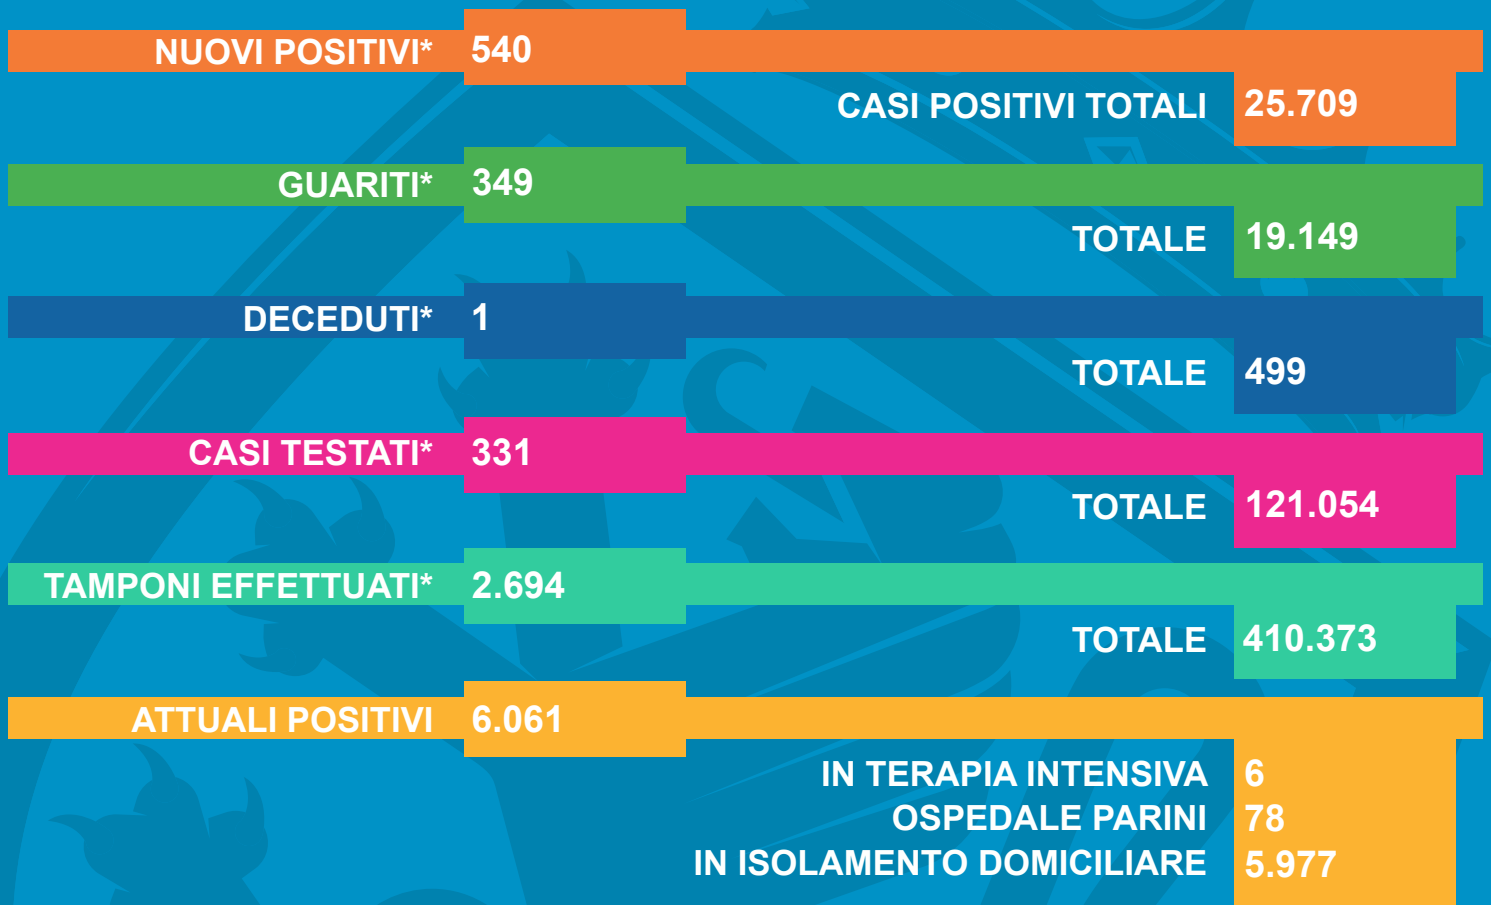 NUOVI POSITIVI* 540
CASI POSITIVI TOTALI 25.709
GUARITI* 349
TOTALE 19.149
DECEDUTI* 1
TOTALE 499
CASI TESTATI* 331
TOTALE 121.054
TAMPONI EFFETTUATI* 2.694
TOTALE 410.373
ATTUALI POSITIVI 6.061
IN TERAPIA INTENSIVA 6
OSPEDALE PARINI 78
IN ISOLAMENTO DOMICILIARE 5.977